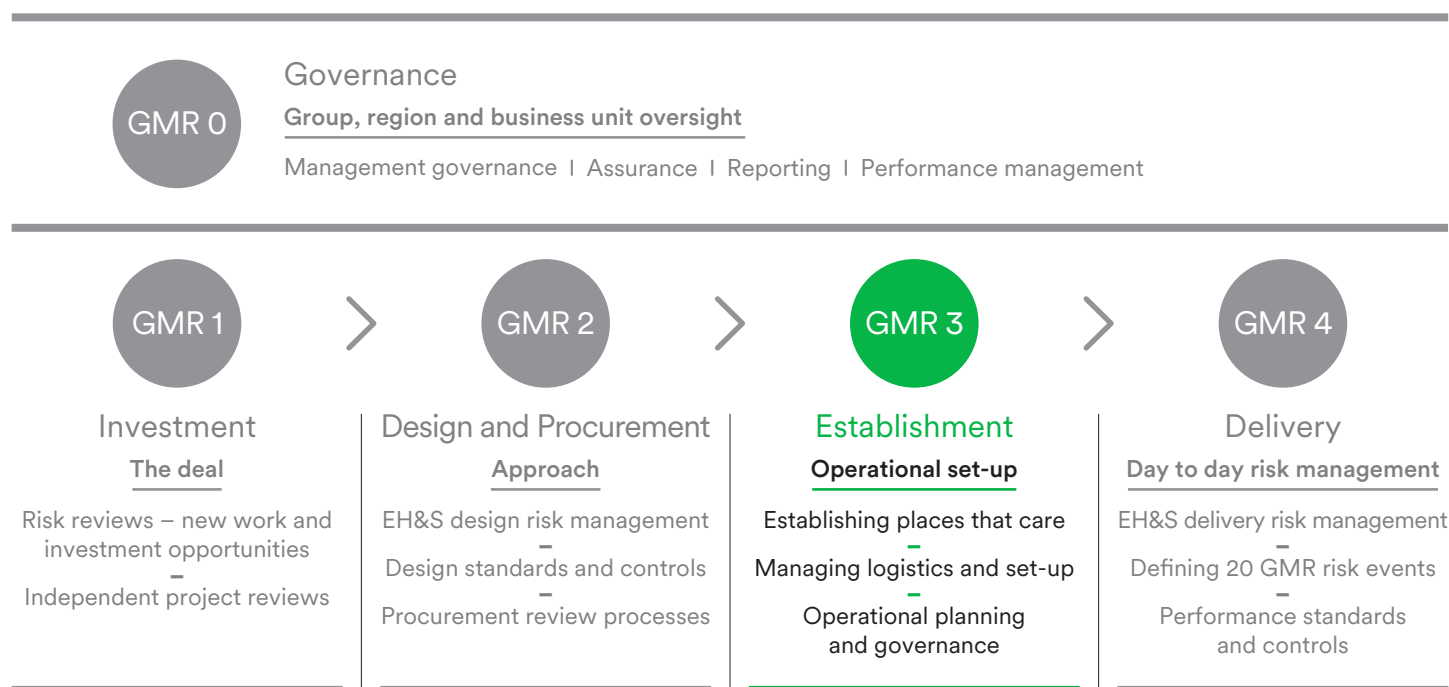 GMR 0
Governance
Group, region and business unit oversight
Management governance I Assurance I Reporting I Performance management
GMR 1
Investment
The deal
Risk reviews – new work and
investment opportunities
–
Independent project reviews
GMR 2
Design and Procurement
Approach
EH&S design risk management
–
Design standards and controls
–
Procurement review processes
GMR 3
Establishment
Operational set-up
Establishing places that care
–
Managing logistics and set-up
–
Operational planning
and governance
GMR 4
Delivery
Day to day risk management
EH&S delivery risk management
–
Defining 20 GMR risk events
–
Performance standards
and controls